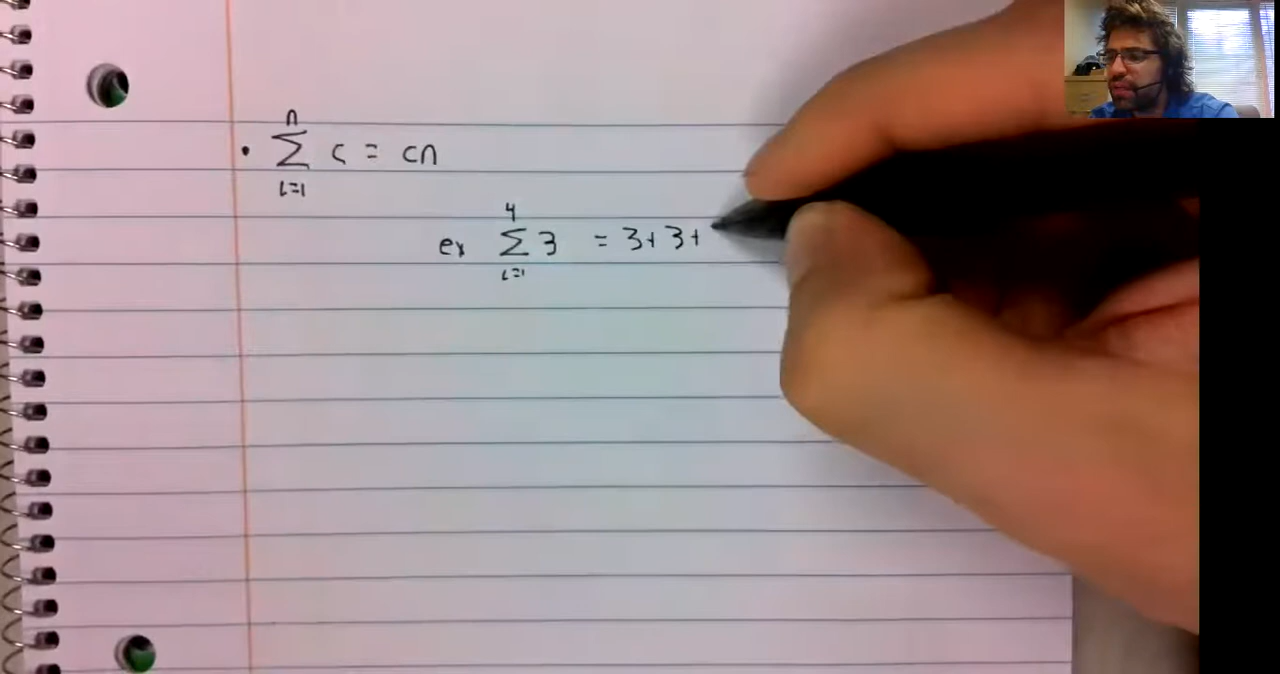 • n ∑ i=1 c = cn
ex 4 ∑ i=1 3 = 3+3+